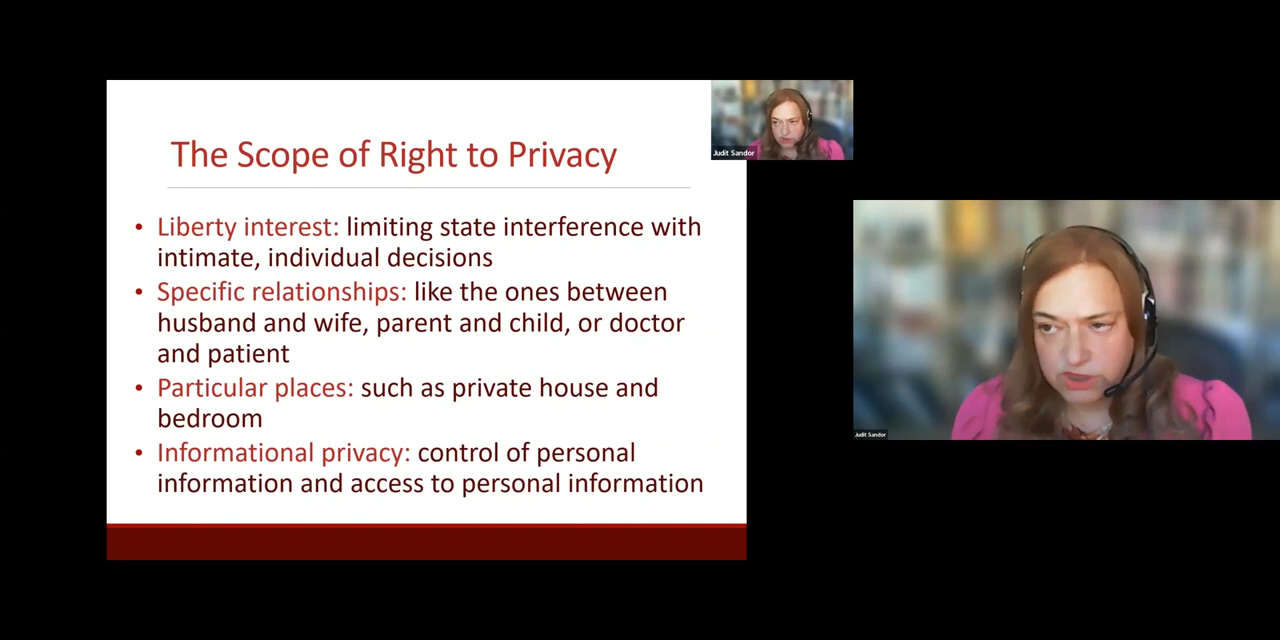 The Scope of Right to Privacy
• Liberty interest: limiting state interference with
intimate, individual decisions
• Specific relationships: like the ones between
husband and wife, parent and child, or doctor
and patient
• Particular places: such as private house and
bedroom
• Informational privacy: control of personal
information and access to personal information
Judit Sandor
Judit Sandor